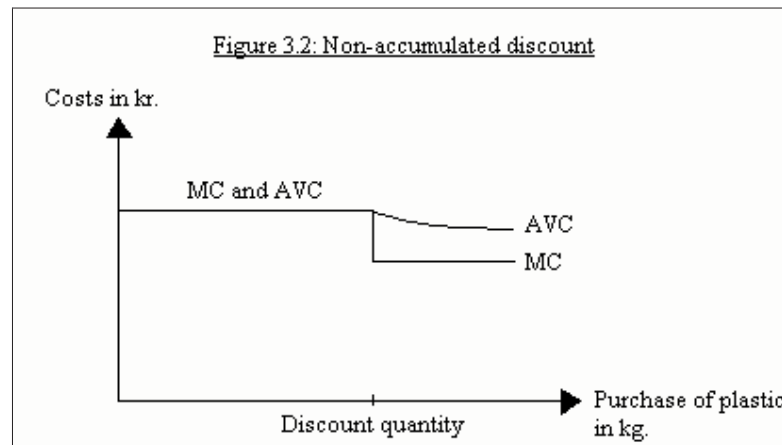 Figure 3.2: Non-accumulated discount
Costs in kr.
MC and AVC
AVC
MC
Purchase of plastic
in kg.
Discount quantity